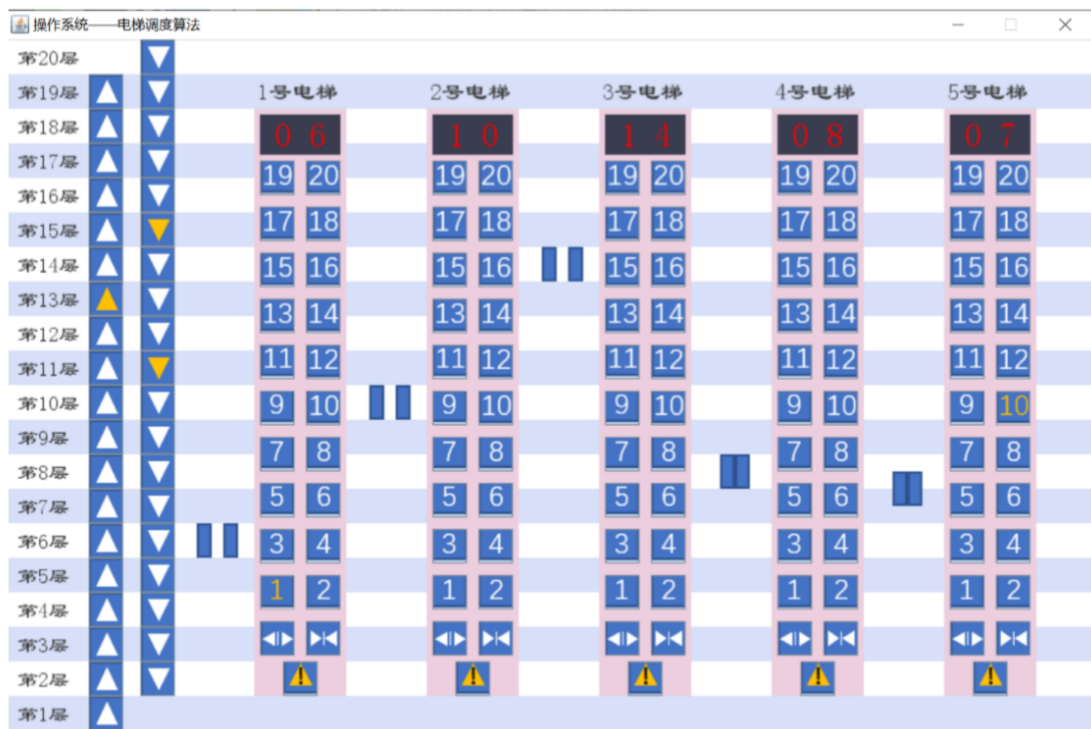 操作系统——电梯调度算法
第20层
第19层 1号电梯 2号电梯 3号电梯 4号电梯 5号电梯
第18层 06 10 14 08 07
第17层 19 20 19 20 19 20 19 20 19 20
第16层
第15层 17 18 17 18 17 18 17 18 17 18
第14层 15 16 15 16 15 16 15 16 15 16
第13层 13 14 13 14 13 14 13 14 13 14
第12层
第11层 11 12 11 12 11 12 11 12 11 12
第10层 9 10 9 10 9 10 9 10 9 10
第9层
第8层 7 8 7 8 7 8 7 8 7 8
第7层 5 6 5 6 5 6 5 6 5 6
第6层 3 4 3 4 3 4 3 4 3 4
第5层 1 2 1 2 1 2 1 2 1 2
第4层
第3层
第2层
第1层